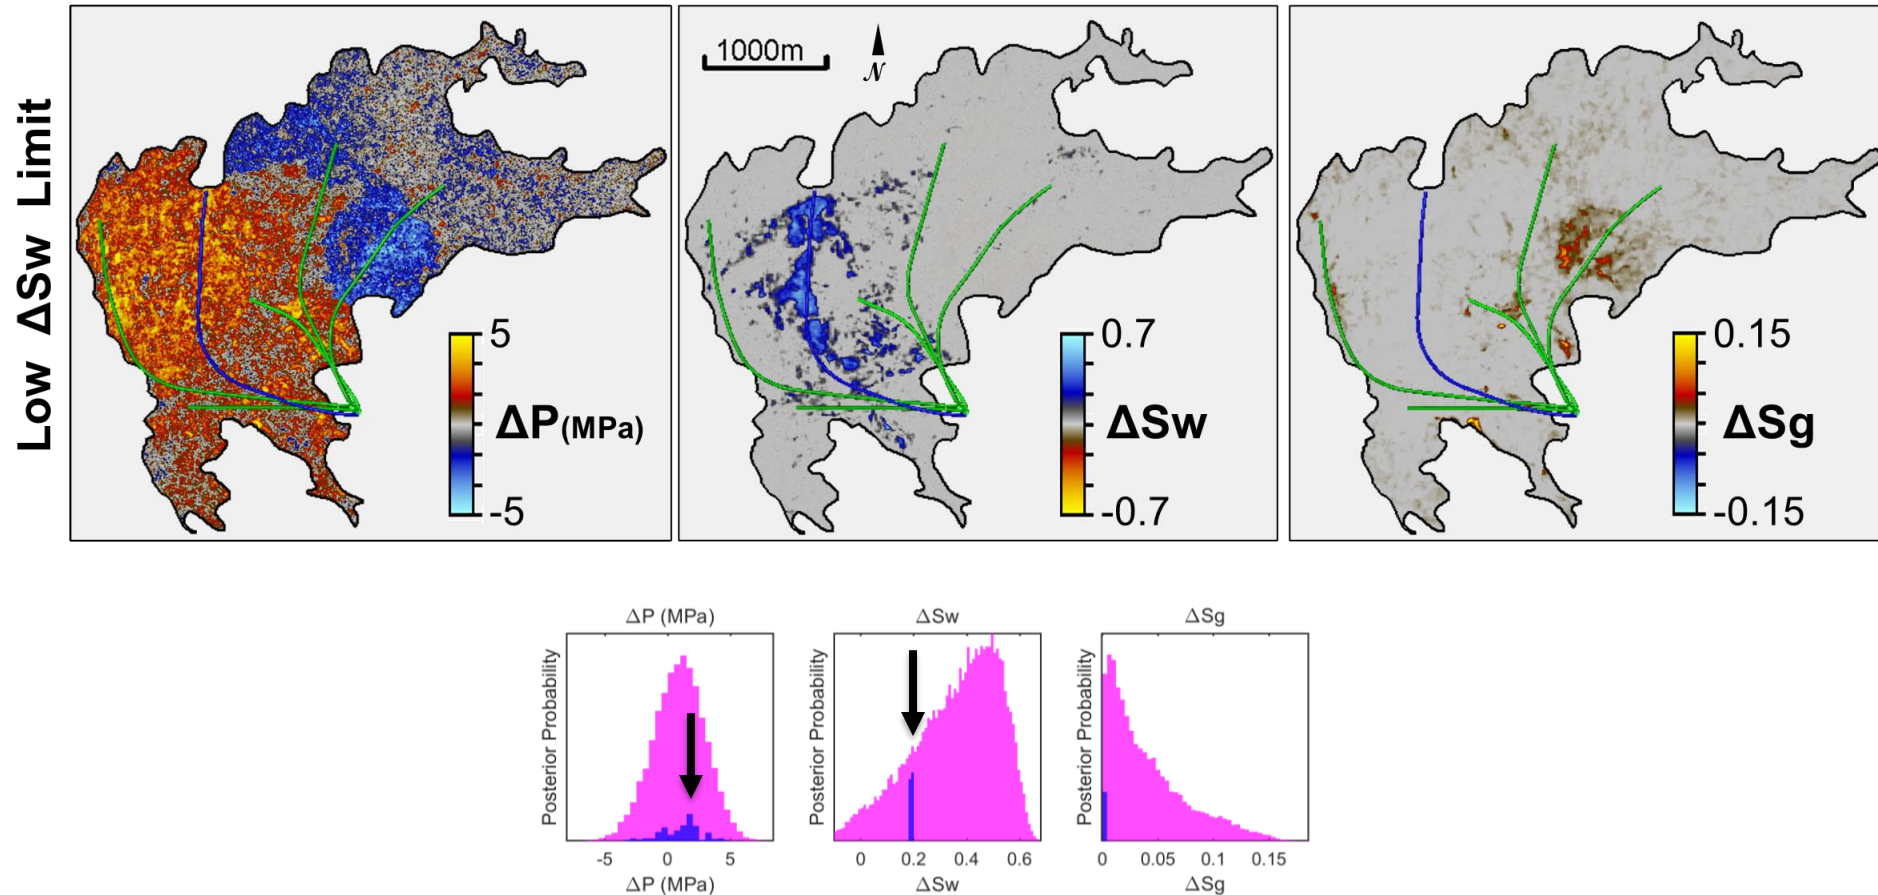 Low ΔSw Limit
5
-5
ΔP(MPa)
1000m
N
0.7
-0.7
ΔSw
0.15
-0.15
ΔSg
ΔP (MPa)
Posterior Probability
-5 0 5
ΔP (MPa)
ΔSw
Posterior Probability
0 0.2 0.4 0.6
ΔSw
ΔSg
Posterior Probability
0 0.05 0.1 0.15
ΔSg